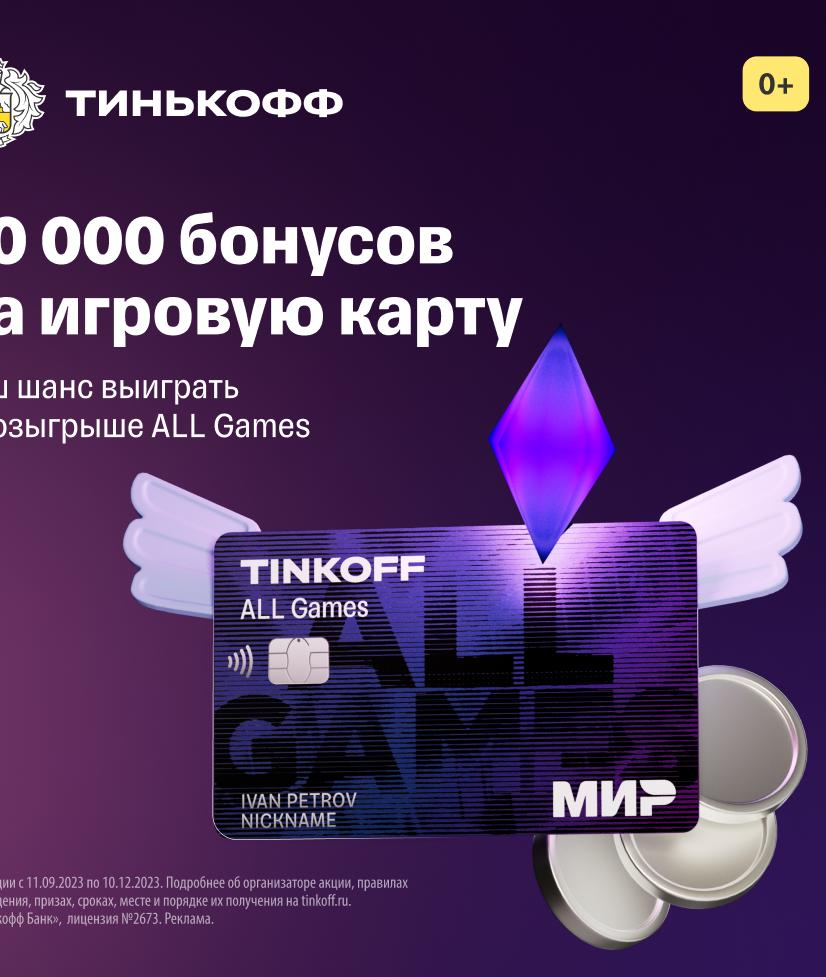 ТИНЬКОФФ
0+
0 000 бонусов
а игровую карту
ш шанс выиграть
озыгрыше ALL Games
TINKOFF
ALL Games
ALL
GAMES
IVAN PETROV
NICKNAME
МИР
ции с 11.09.2023 по 10.12.2023. Подробнее об организаторе акции, правилах
дения, призах, сроках, месте и порядке их получения на tinkoff.ru.
кофф Банк», лицензия №2673. Реклама.